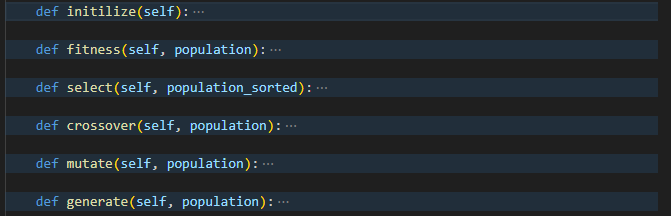 def initilize(self):···
def fitness(self, population):···
def select(self, population_sorted):···
def crossover(self, population):···
def mutate(self, population):···
def generate(self, population):···